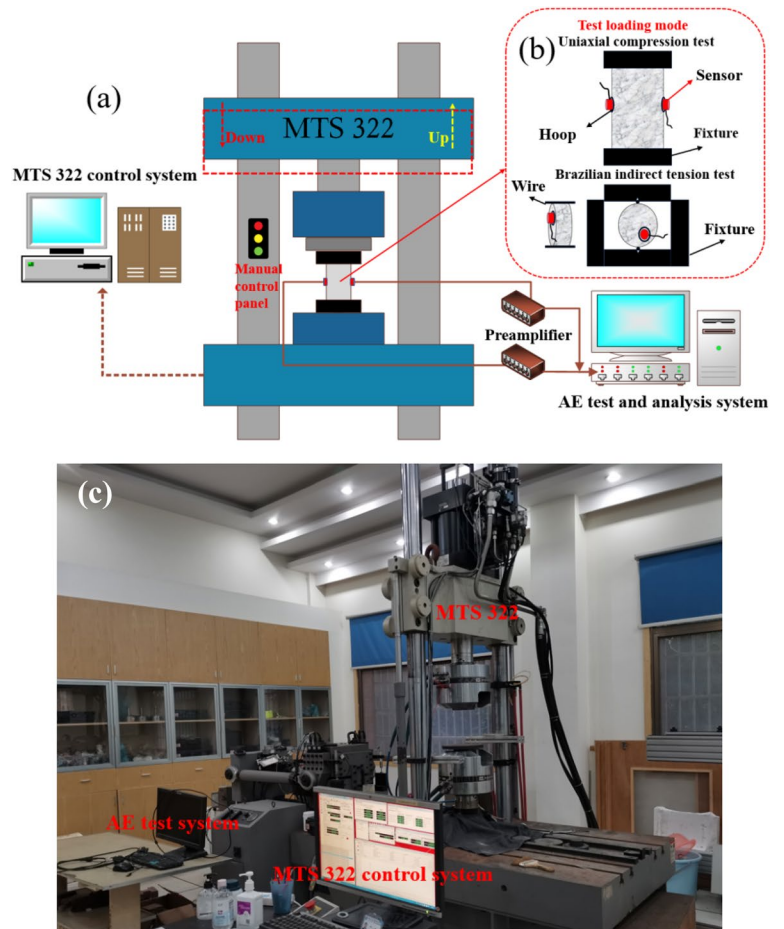 (a)
MTS 322
Down
Up
MTS 322 control system
Manual
control
panel
Preamplifier
AE test and analysis system
(b)
Test loading mode
Uniaxial compression test
Sensor
Hoop
Fixture
Brazilian indirect tension test
Wire
Fixture
(c)
MTS 322
AE test system
MTS 322 control system